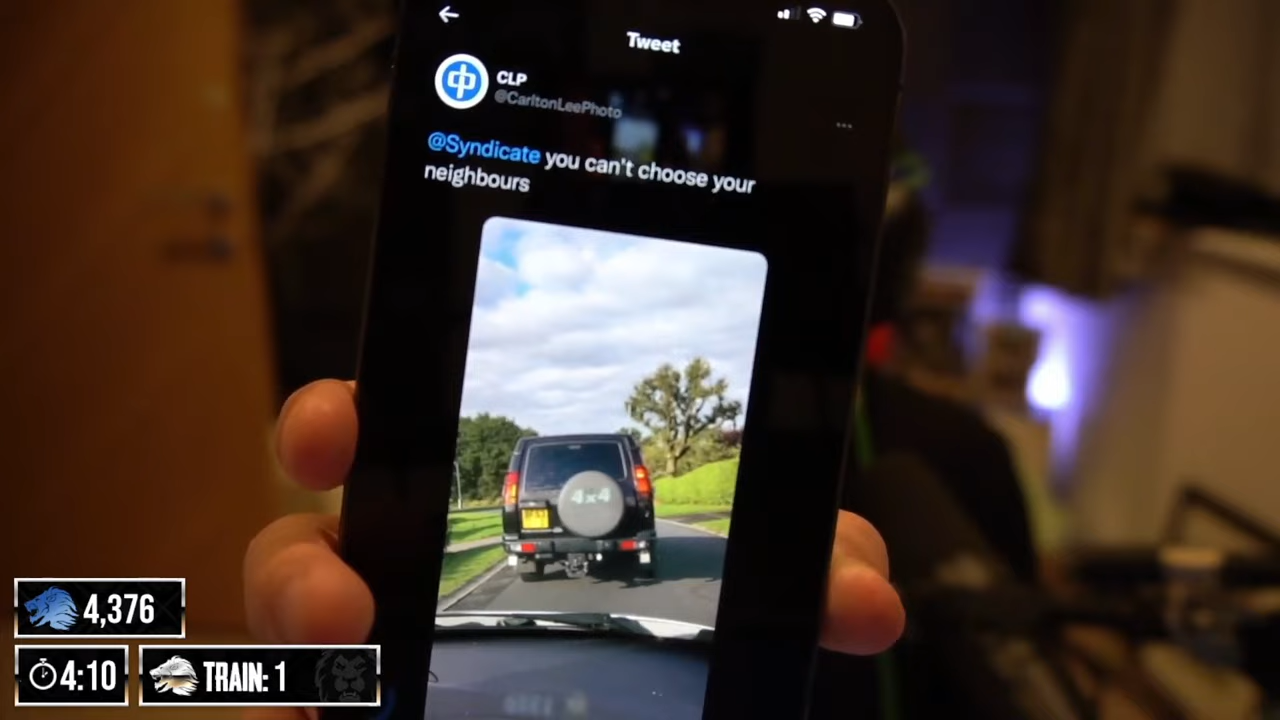 Tweet
CLP
@CarltonLeePhoto
@Syndicate you can't choose your
neighbours
4x4
4,376
4:10
TRAIN: 1